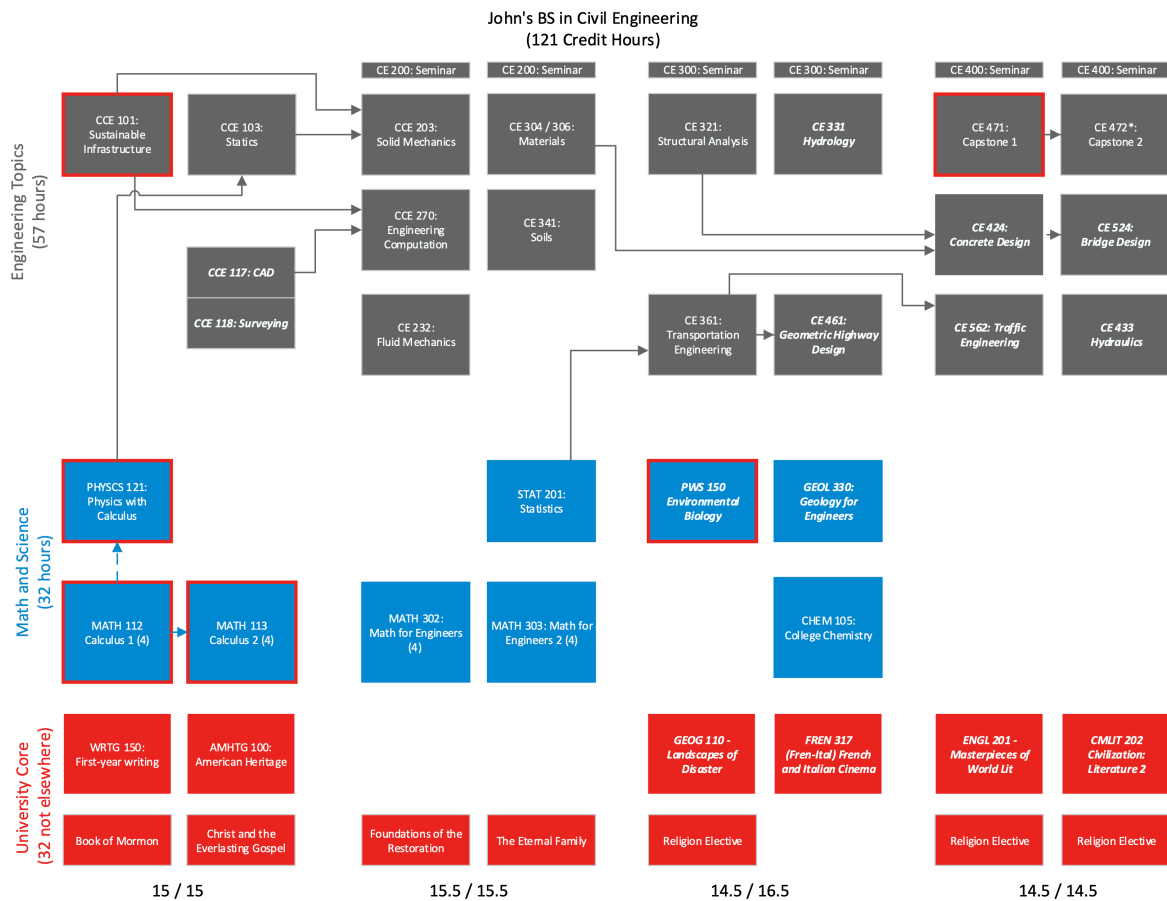 John's BS in Civil Engineering
(121 Credit Hours)
CE 200: Seminar
CE 200: Seminar
CE 300: Seminar
CE 300: Seminar
CE 400: Seminar
CE 400: Seminar
Engineering Topics
(57 hours)
CCE 101:
Sustainable
Infrastructure
CCE 103:
Statics
CCE 203:
Solid Mechanics
CE 304 / 306:
Materials
CE 321:
Structural Analysis
CE 331
Hydrology
CE 471:
Capstone 1
CE 472*:
Capstone 2
CCE 117: CAD
CCE 118: Surveying
CCE 270:
Engineering
Computation
CE 341:
Soils
CE 424:
Concrete Design
CE 524:
Bridge Design
CE 232:
Fluid Mechanics
CE 361:
Transportation
Engineering
CE 461:
Geometric Highway
Design
CE 562: Traffic
Engineering
CE 433
Hydraulics
Math and Science
(32 hours)
PHYSCS 121:
Physics with
Calculus
STAT 201:
Statistics
PWS 150
Environmental
Biology
GEOL 330:
Geology for
Engineers
MATH 112
Calculus 1 (4)
MATH 113
Calculus 2 (4)
MATH 302:
Math for Engineers
(4)
MATH 303: Math for
Engineers 2 (4)
CHEM 105:
College Chemistry
University Core
(32 not elsewhere)
WRTG 150:
First-year writing
AMHTG 100:
American Heritage
GEOG 110 -
Landscapes of
Disaster
FREN 317
(Fren-Ital) French
and Italian Cinema
ENGL 201 -
Masterpieces of
World Lit
CMLIT 202
Civilization:
Literature 2
Book of Mormon
Christ and the
Everlasting Gospel
Foundations of the
Restoration
The Eternal Family
Religion Elective
Religion Elective
Religion Elective
15 / 15
15.5 / 15.5
14.5 / 16.5
14.5 / 14.5